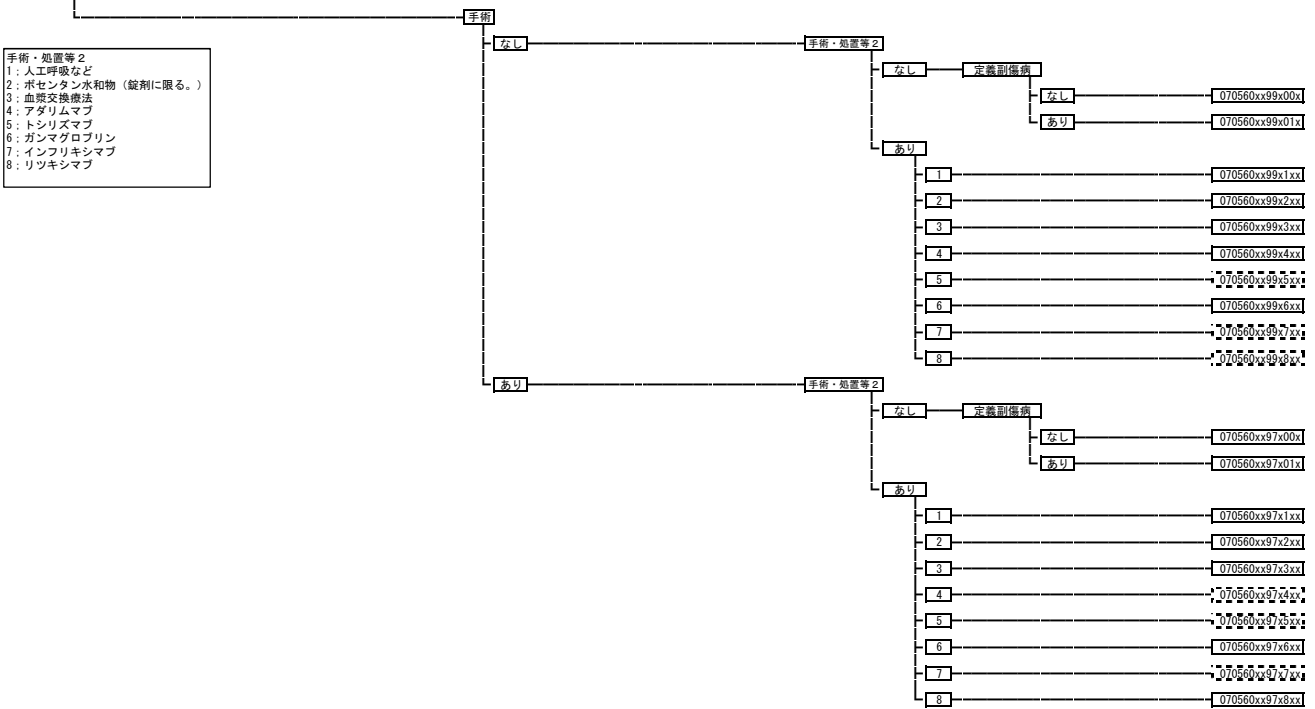 手術
なし
手術・処置等2
手術・処置等2
1；人工呼吸など
2；ボセンタン水和物（錠剤に限る。）
3；血漿交換療法
4；アダリムマブ
5；トシリズマブ
6；ガンマグロブリン
7；インフリキシマブ
8；リツキシマブ
なし
定義副傷病
なし
070560xx99x00x
あり
070560xx99x01x
あり
1
070560xx99x1xx
2
070560xx99x2xx
3
070560xx99x3xx
4
070560xx99x4xx
5
070560xx99x5xx
6
070560xx99x6xx
7
070560xx99x7xx
8
070560xx99x8xx
あり
手術・処置等2
なし
定義副傷病
なし
070560xx97x00x
あり
070560xx97x01x
あり
1
070560xx97x1xx
2
070560xx97x2xx
3
070560xx97x3xx
4
070560xx97x4xx
5
070560xx97x5xx
6
070560xx97x6xx
7
070560xx97x7xx
8
070560xx97x8xx